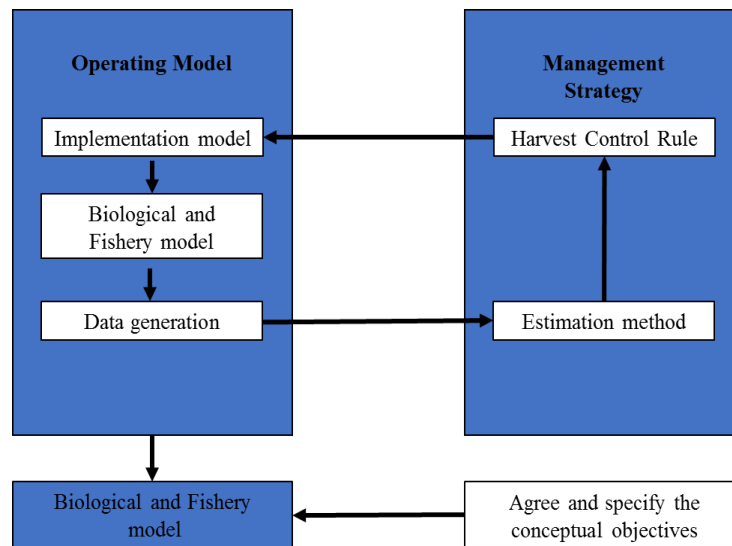 Operating Model
Management
Strategy
Implementation model
Harvest Control Rule
Biological and
Fishery model
Data generation
Estimation method
Biological and Fishery
model
Agree and specify the
conceptual objectives